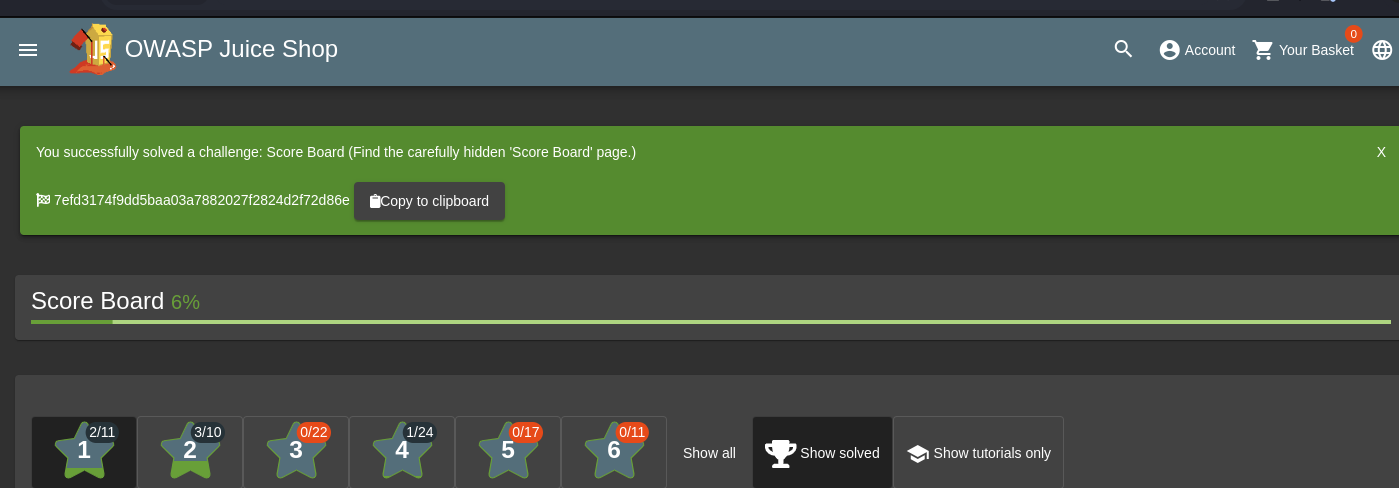 OWASP Juice Shop
Account
Your Basket
0
You successfully solved a challenge: Score Board (Find the carefully hidden 'Score Board' page.)
X
7efd3174f9dd5baa03a7882027f2824d2f72d86e
Copy to clipboard
Score Board 6%
1 2/11
2 3/10
3 0/22
4 1/24
5 0/17
6 0/11
Show all
Show solved
Show tutorials only